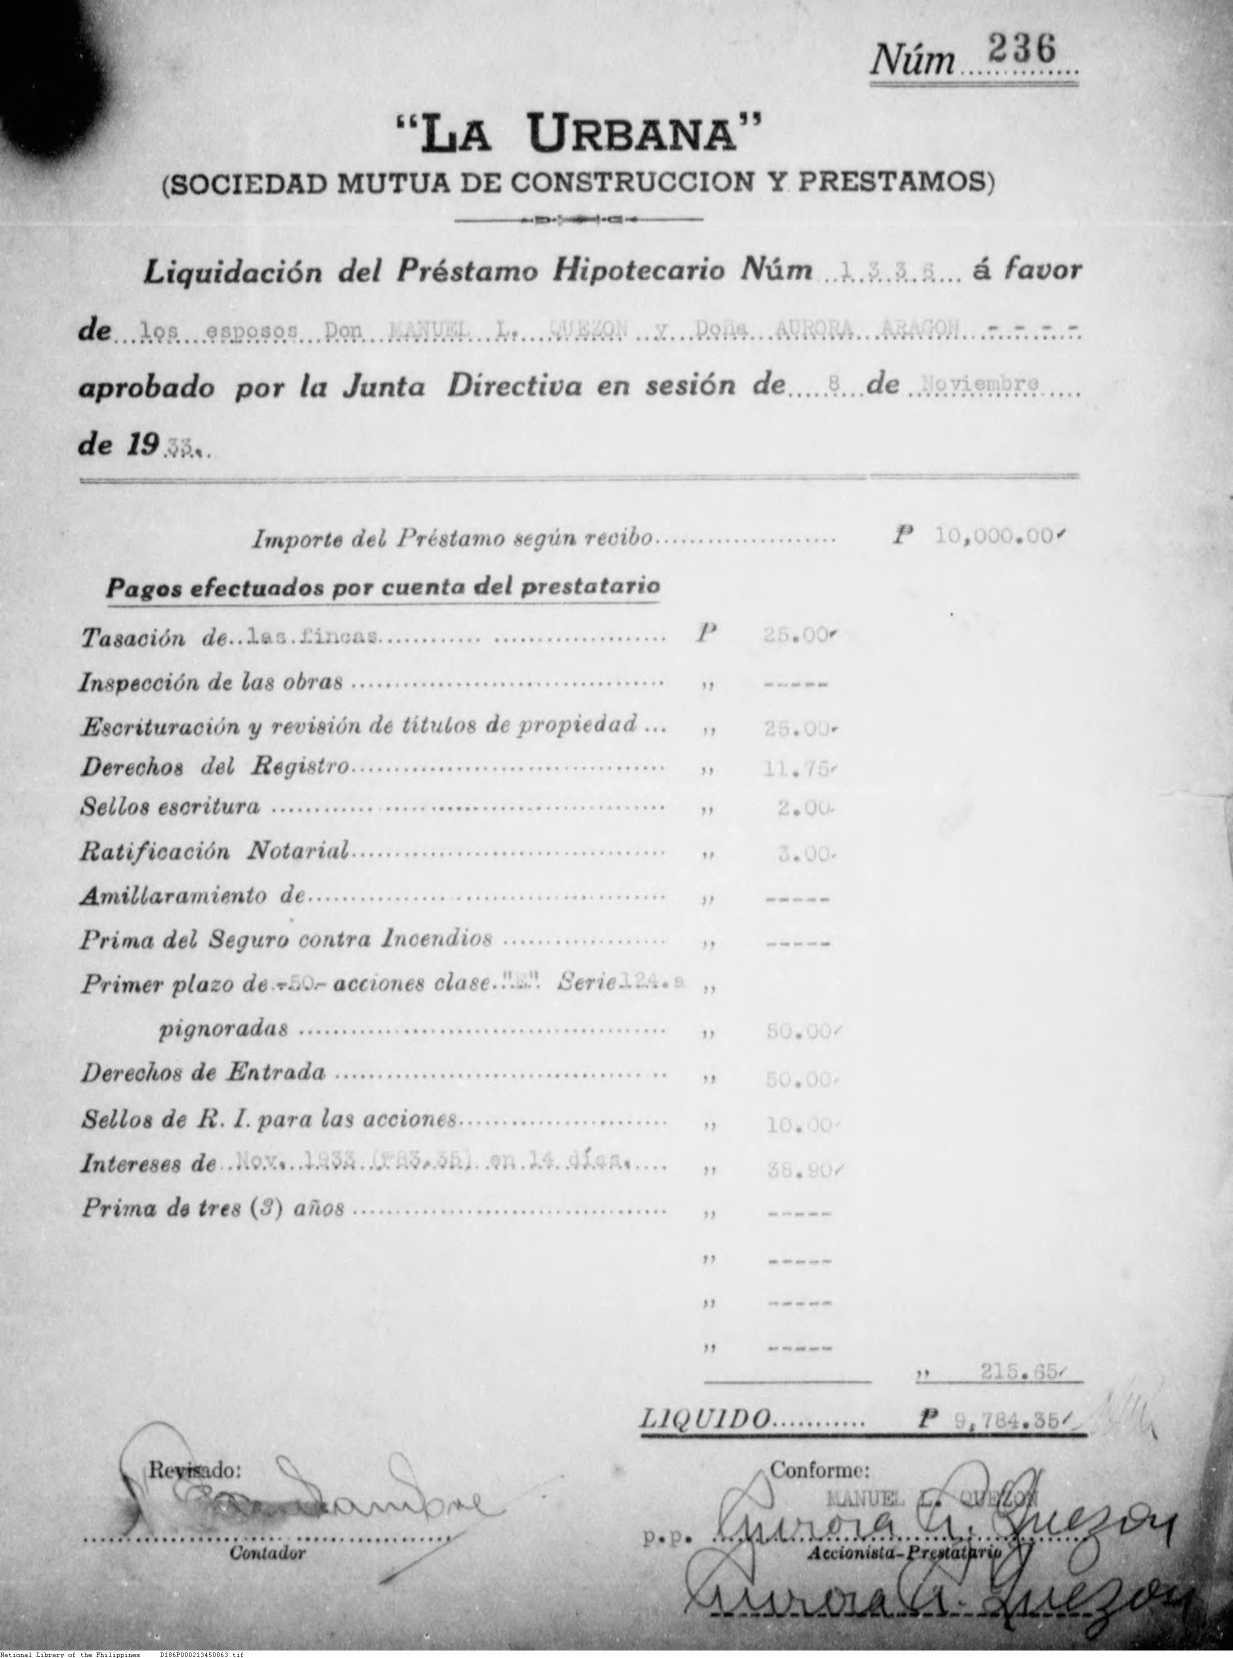 Núm 236
"LA URBANA"
(SOCIEDAD MUTUA DE CONSTRUCCION Y PRESTAMOS)
Liquidación del Préstamo Hipotecario Núm 1.3.3.6 á favor
de los esposos Don MANUEL L. QUEZON y Doña AURORA ARAGON -.-.-.-
aprobado por la Junta Directiva en sesión de 8 de Noviembre
de 1933.
Importe del Préstamo según recibo P 10,000.00
Pagos efectuados por cuenta del prestatario
Tasación de las fincas P 25.00
Inspección de las obras ,, -----
Escrituración y revisión de títulos de propiedad ,, 25.00
Derechos del Registro ,, 11.75
Sellos escritura ,, 2.00
Ratificación Notarial ,, 3.00
Amillaramiento de ,, -----
Prima del Seguro contra Incendios ,, -----
Primer plazo de -50- acciones clase Serie 124.a ,,
pignoradas ,, 50.00
Derechos de Entrada ,, 50.00
Sellos de R. I. para las acciones ,, 10.00
Intereses de Nov. 1933 (P83.35) en 14 días. ,, 38.90
Prima de tres (3) años ,, -----
,, -----
,, -----
,, -----
,, 215.65
LIQUIDO P 9,784.35
Revisado:
Contador
Conforme:
MANUEL L. QUEZON
p.p. Aurora A. Quezon
Accionista-Prestatario
Aurora A. Quezon
National Library of the Philippines D186P000213450063.tif